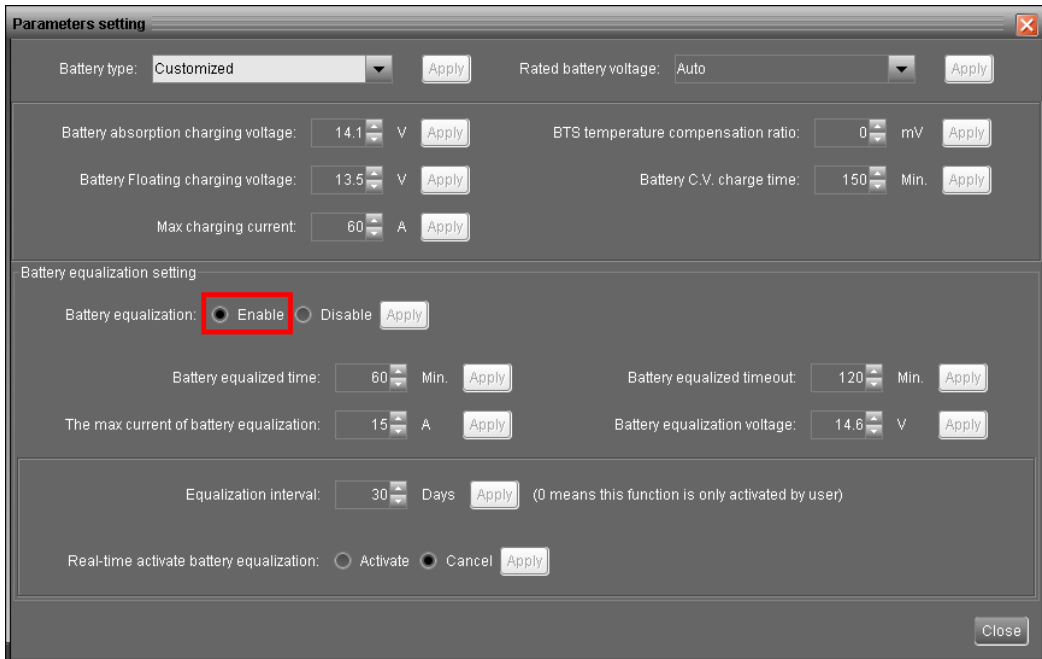 Parameters setting
Battery type: Customized Apply Rated battery voltage: Auto Apply
Battery absorption charging voltage: 14.1 V Apply BTS temperature compensation ratio: 0 mV Apply
Battery Floating charging voltage: 13.5 V Apply Battery C.V. charge time: 150 Min. Apply
Max charging current: 60 A Apply
Battery equalization setting
Battery equalization: Enable Disable Apply
Battery equalized time: 60 Min. Apply Battery equalized timeout: 120 Min. Apply
The max current of battery equalization: 15 A Apply Battery equalization voltage: 14.6 V Apply
Equalization interval: 30 Days Apply (0 means this function is only activated by user)
Real-time activate battery equalization: Activate Cancel Apply
Close